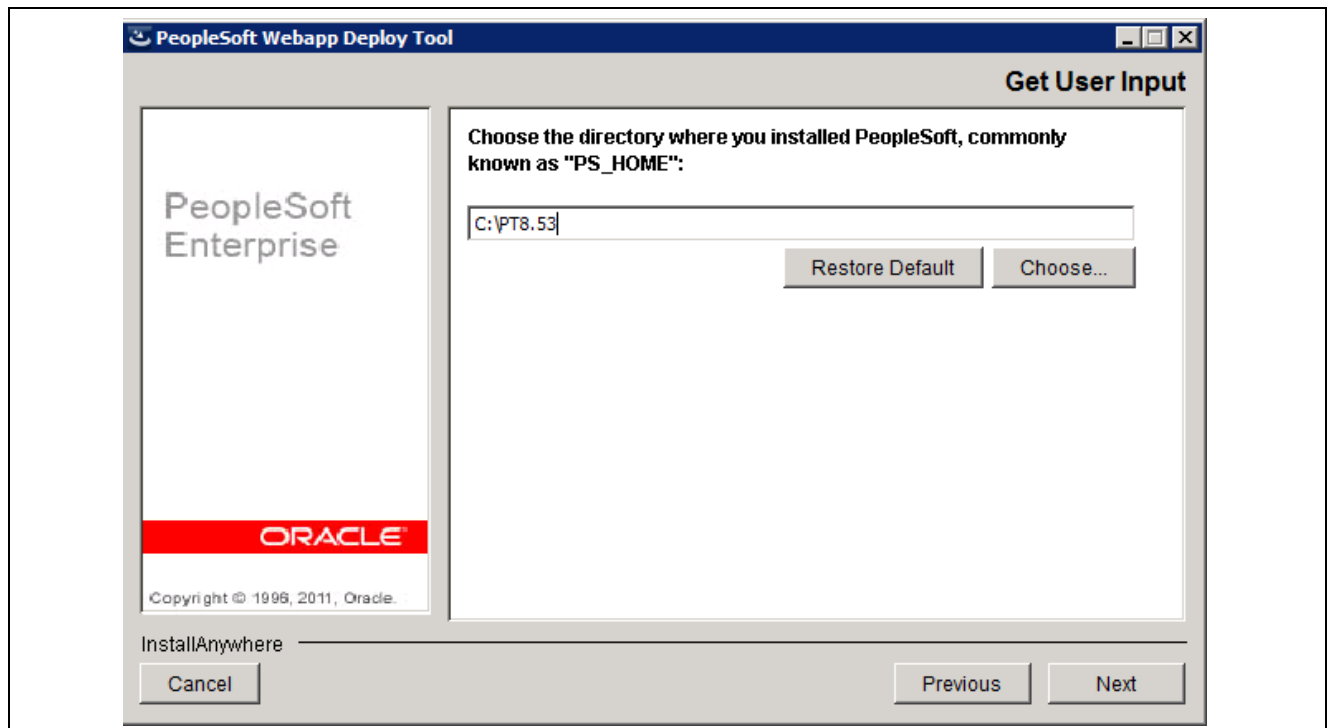 PeopleSoft Webapp Deploy Tool
Get User Input
PeopleSoft
Enterprise
ORACLE
Copyright © 1996, 2011, Oracle.
Choose the directory where you installed PeopleSoft, commonly
known as "PS_HOME":
C:\PT8.53
Restore Default
Choose...
InstallAnywhere
Cancel
Previous
Next